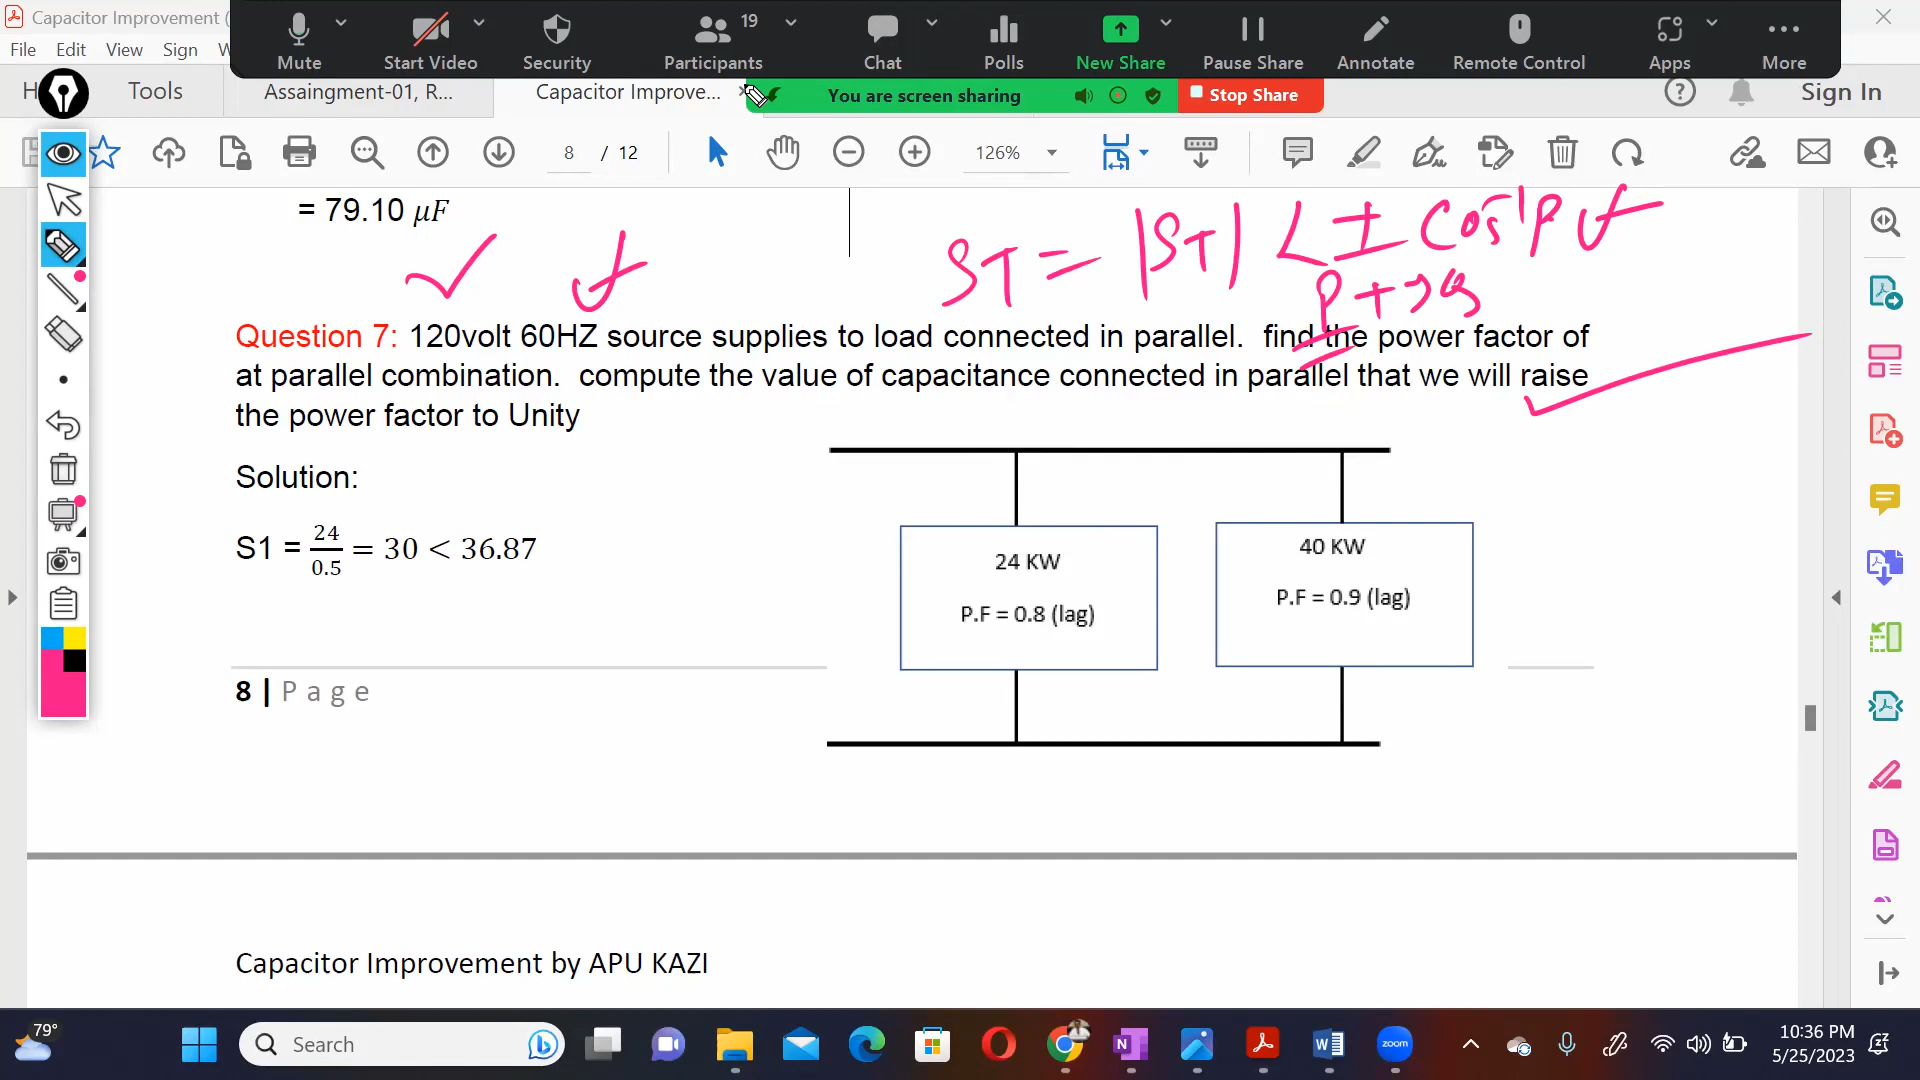 Capacitor Improvement (
File Edit View Sign W
Mute
Start Video
Security
19
Participants
Chat
Polls
New Share
Pause Share
Annotate
Remote Control
Apps
More
H
Tools
Assaingment-01, R...
Capacitor Improve...
You are screen sharing
Stop Share
Sign In
8 / 12
126%
= 79.10 μF
ST = |ST| < ± Cos⁻¹P
P + jQ
Question 7: 120volt 60HZ source supplies to load connected in parallel. find the power factor of
at parallel combination. compute the value of capacitance connected in parallel that we will raise
the power factor to Unity
Solution:
S1 = 24/0.5 = 30 < 36.87
24 KW
P.F = 0.8 (lag)
40 KW
P.F = 0.9 (lag)
8 | P a g e
Capacitor Improvement by APU KAZI
79°
Search
zoom
10:36 PM
5/25/2023